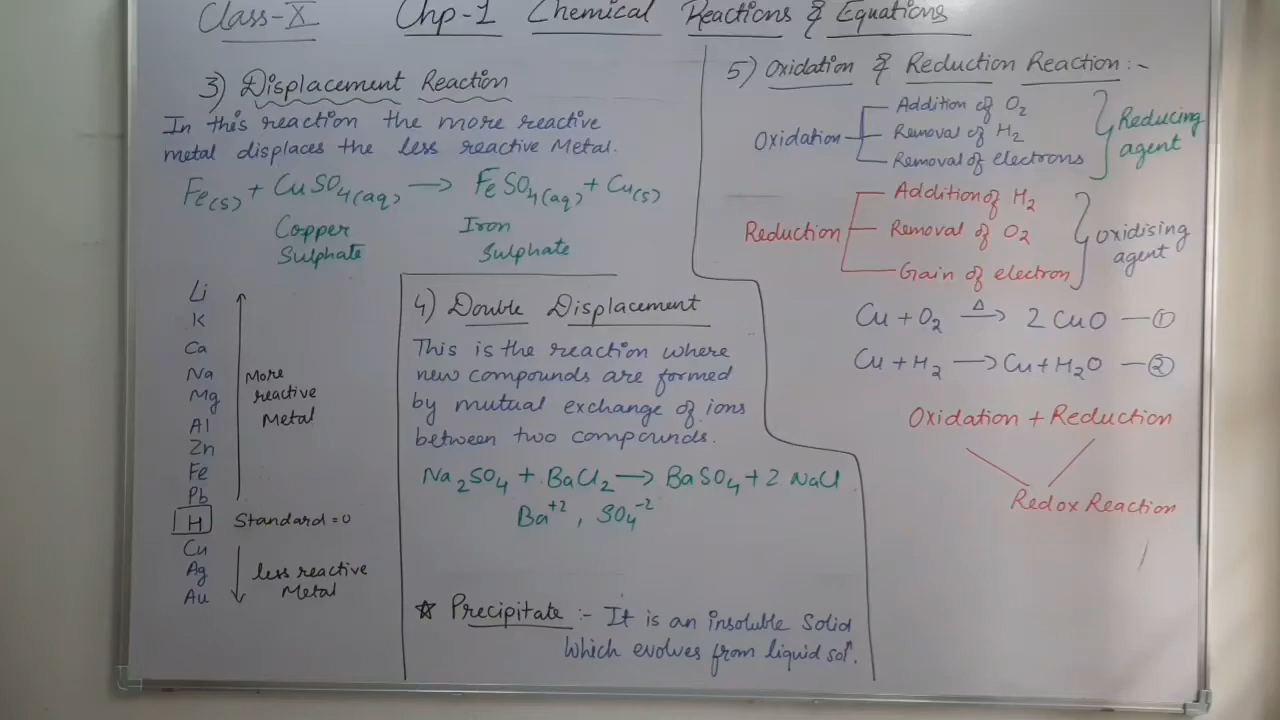 Class-X Chp-1 Chemical Reactions & Equations
3) Displacement Reaction
In this reaction the more reactive
metal displaces the less reactive Metal.
Fe(s) + CuSO4(aq) → FeSO4(aq) + Cu(s)
Copper Iron
Sulphate Sulphate
Li
K
Ca
Na
Mg
Al
Zn
Fe
Pb
H Standard = 0
Cu
Ag
Au
More
reactive
Metal
less reactive
Metal
4) Double Displacement
This is the reaction where
new compounds are formed
by mutual exchange of ions
between two compounds.
Na2SO4 + BaCl2 → BaSO4 + 2 NaCl
Ba+2, SO4-2
☆ Precipitate :- It is an insoluble Solid
which evolves from liquid soln.
5) Oxidation & Reduction Reaction :-
Oxidation
Addition of O2
Removal of H2
Removal of electrons
Reducing
agent
Reduction
Addition of H2
Removal of O2
Gain of electron
Oxidising
agent
Cu + O2 Δ→ 2 CuO — ①
Cu + H2 → Cu + H2O — ②
Oxidation + Reduction
Redox Reaction